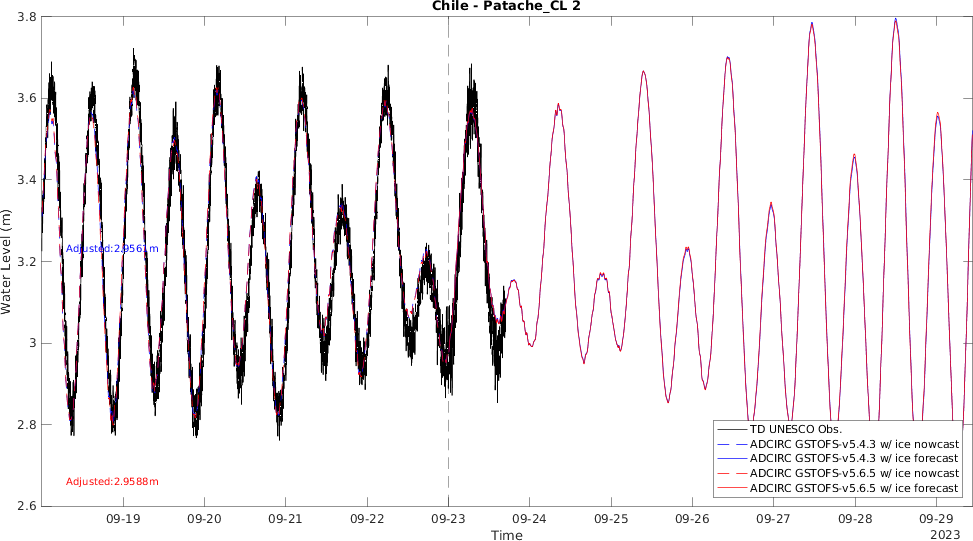 Chile - Patache_CL 2
3.8
3.6
3.4
3.2
3
2.8
2.6
Water Level (m)
Adjusted:2.9561m
Adjusted:2.9588m
TD UNESCO Obs.
ADCIRC GSTOFS-v5.4.3 w/ ice nowcast
ADCIRC GSTOFS-v5.4.3 w/ ice forecast
ADCIRC GSTOFS-v5.6.5 w/ ice nowcast
ADCIRC GSTOFS-v5.6.5 w/ ice forecast
09-19 09-20 09-21 09-22 09-23 09-24 09-25 09-26 09-27 09-28 09-29
Time
2023